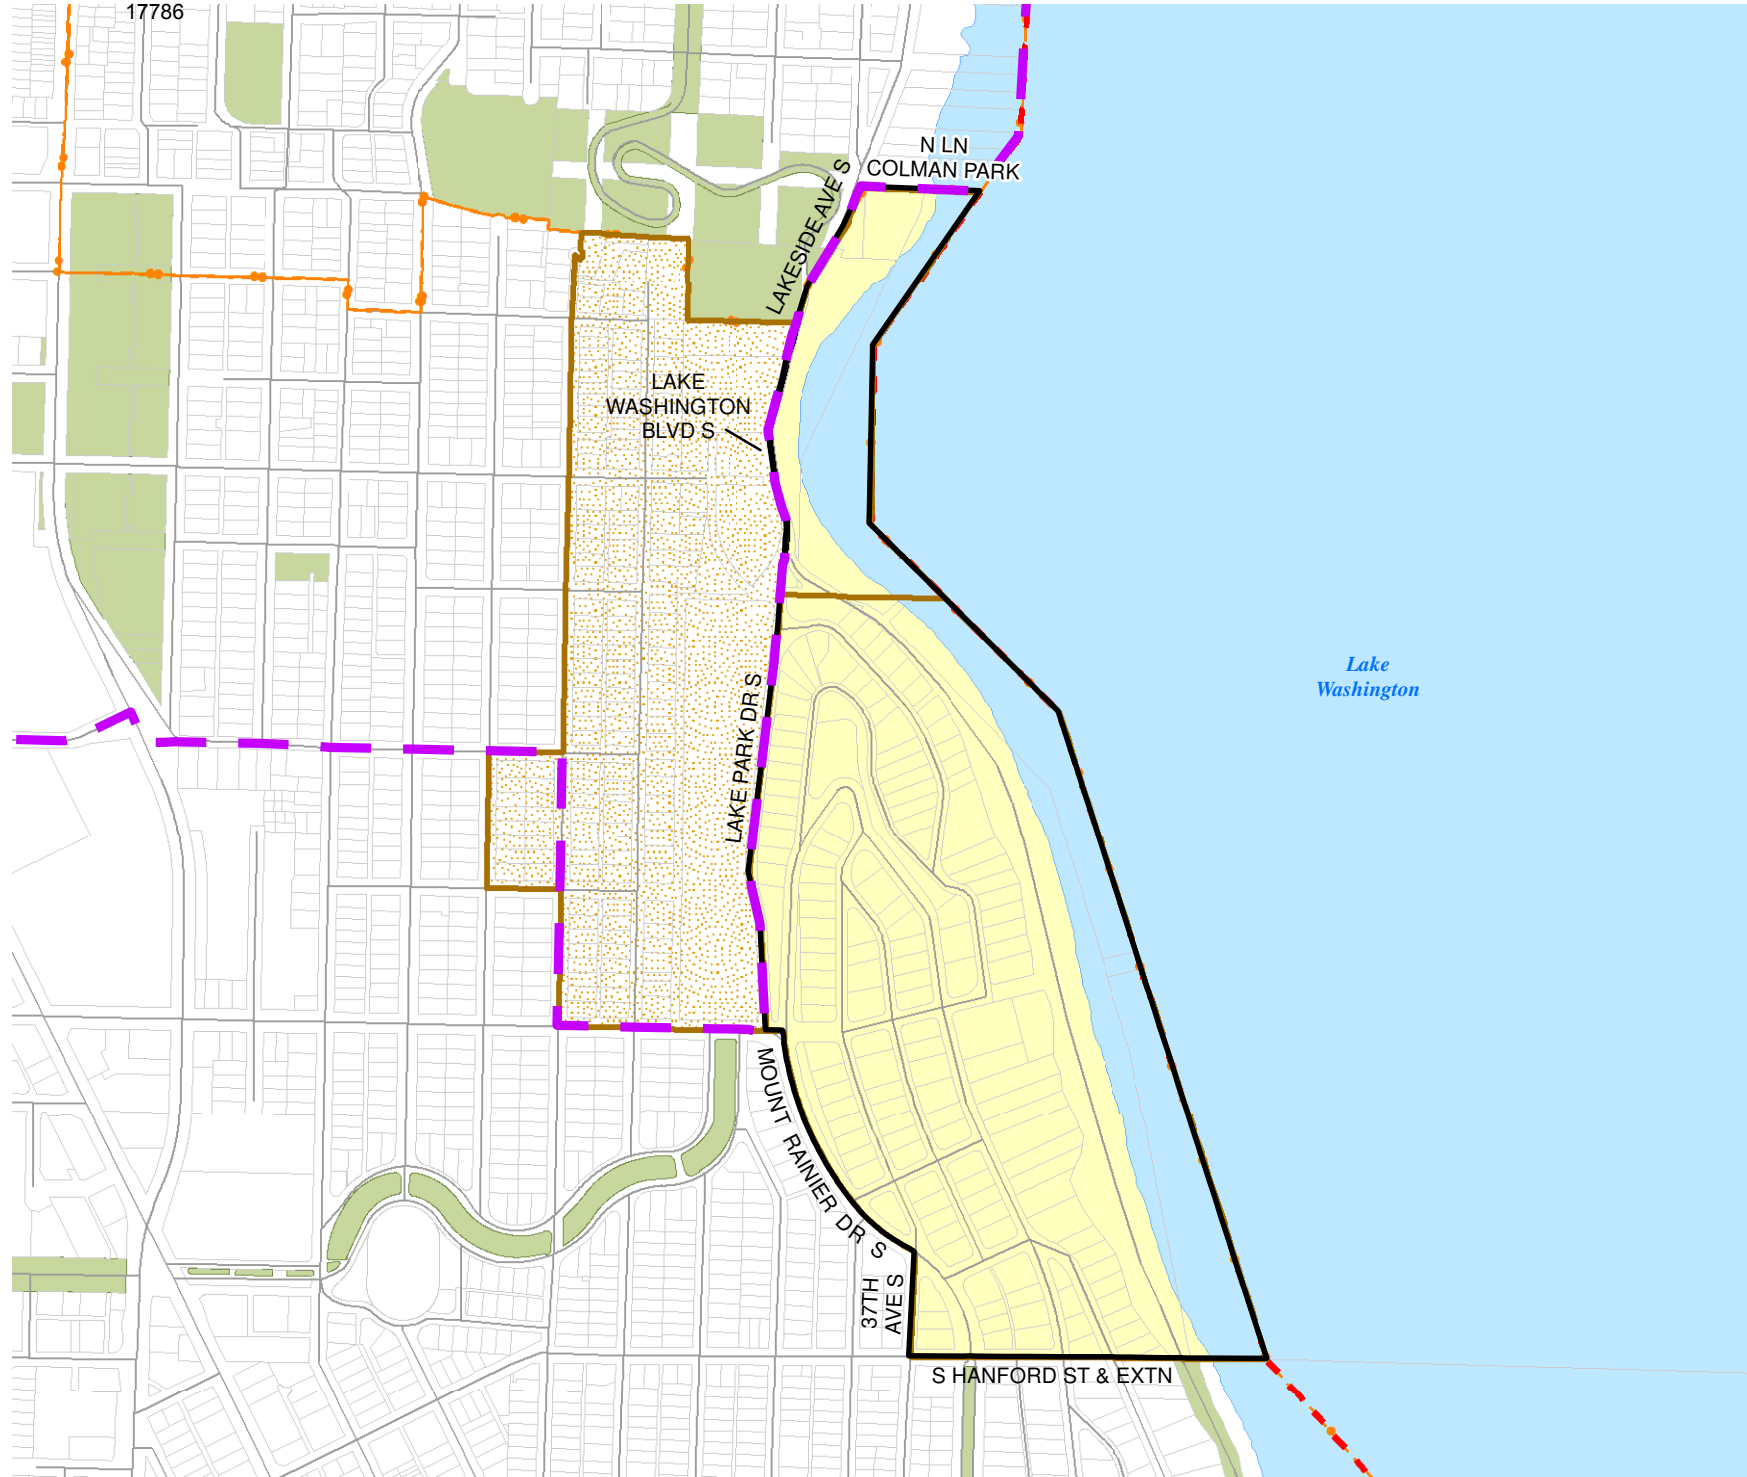 17786
N LN
COLMAN PARK
LAKESIDE AVE S
LAKE
WASHINGTON
BLVD S
Lake
Washington
LAKE PARK DR S
MOUNT RAINIER DR S
37TH
AVE S
S HANFORD ST & EXTN